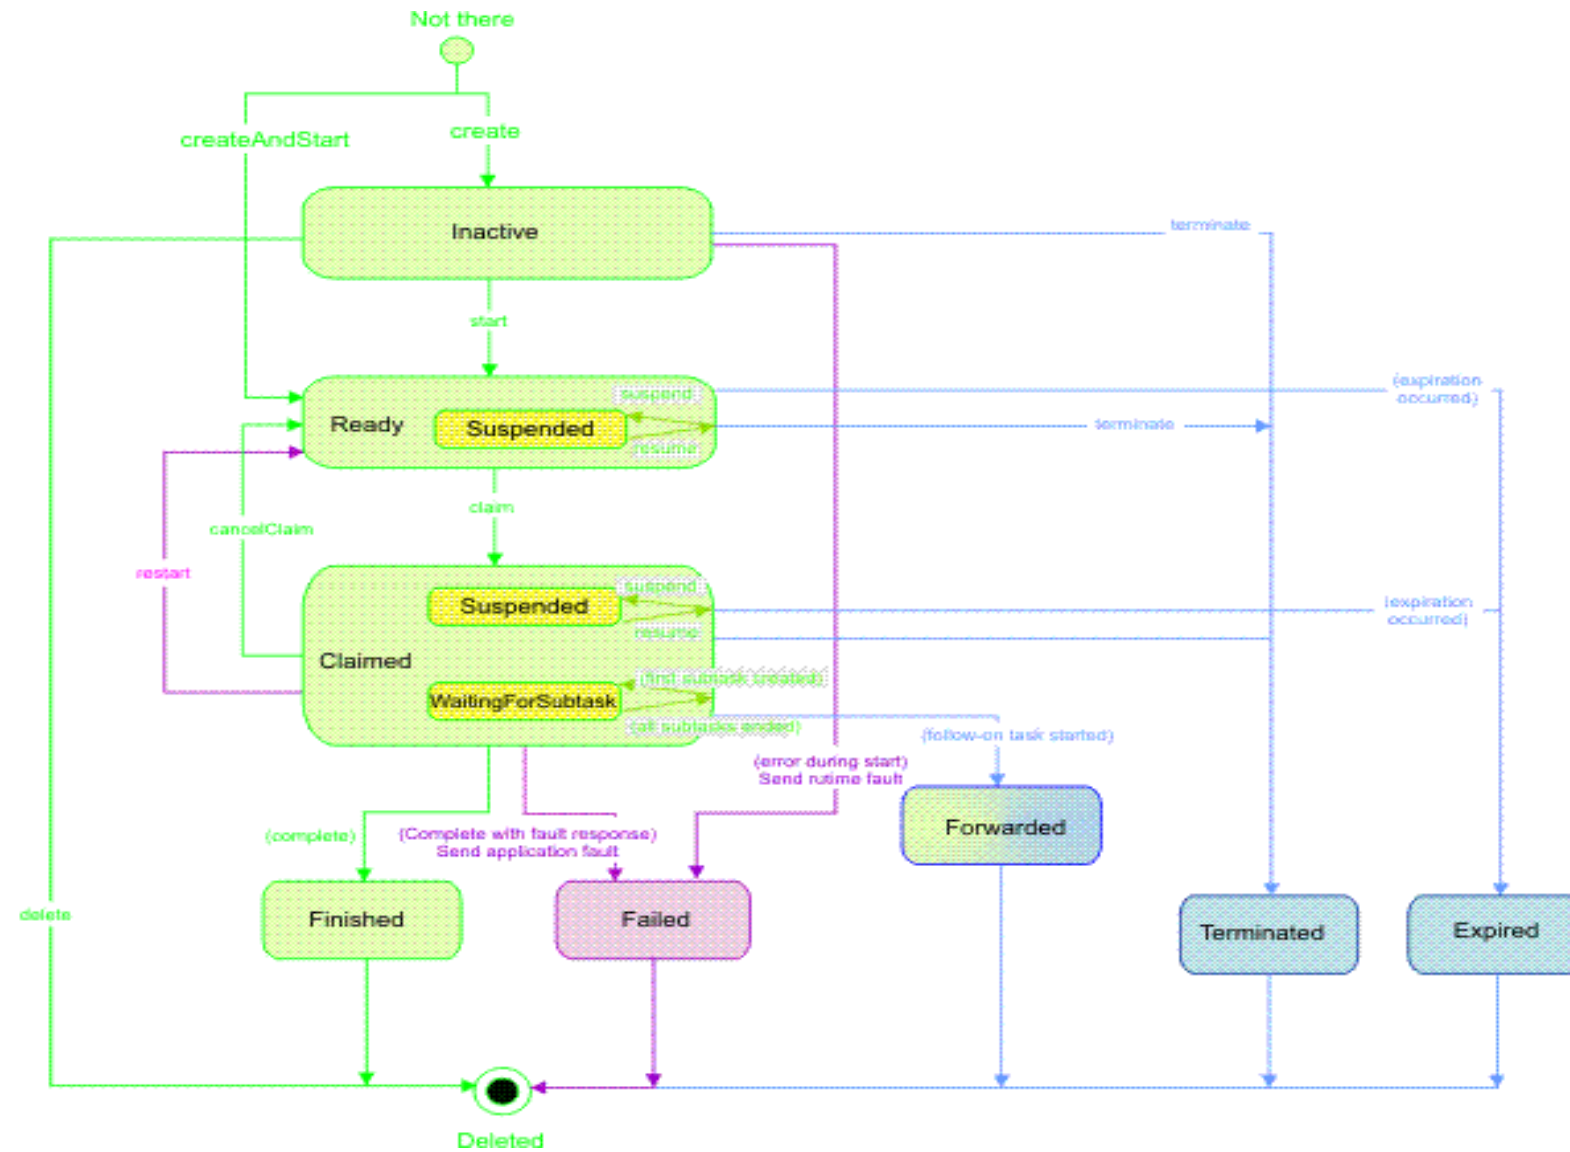 Not there
createAndStart
create
Inactive
terminate
start
(expiration
occurred)
suspend
Ready
Suspended
terminate
resume
claim
cancelClaim
restart
suspend
Suspended
(expiration
occurred)
resume
Claimed
(first subtask created)
WaitingForSubtask
(all subtasks ended)
(follow-on task started)
(error during start)
Send rutime fault
(complete)
(Complete with fault response)
Send application fault
Forwarded
delete
Finished
Failed
Terminated
Expired
Deleted